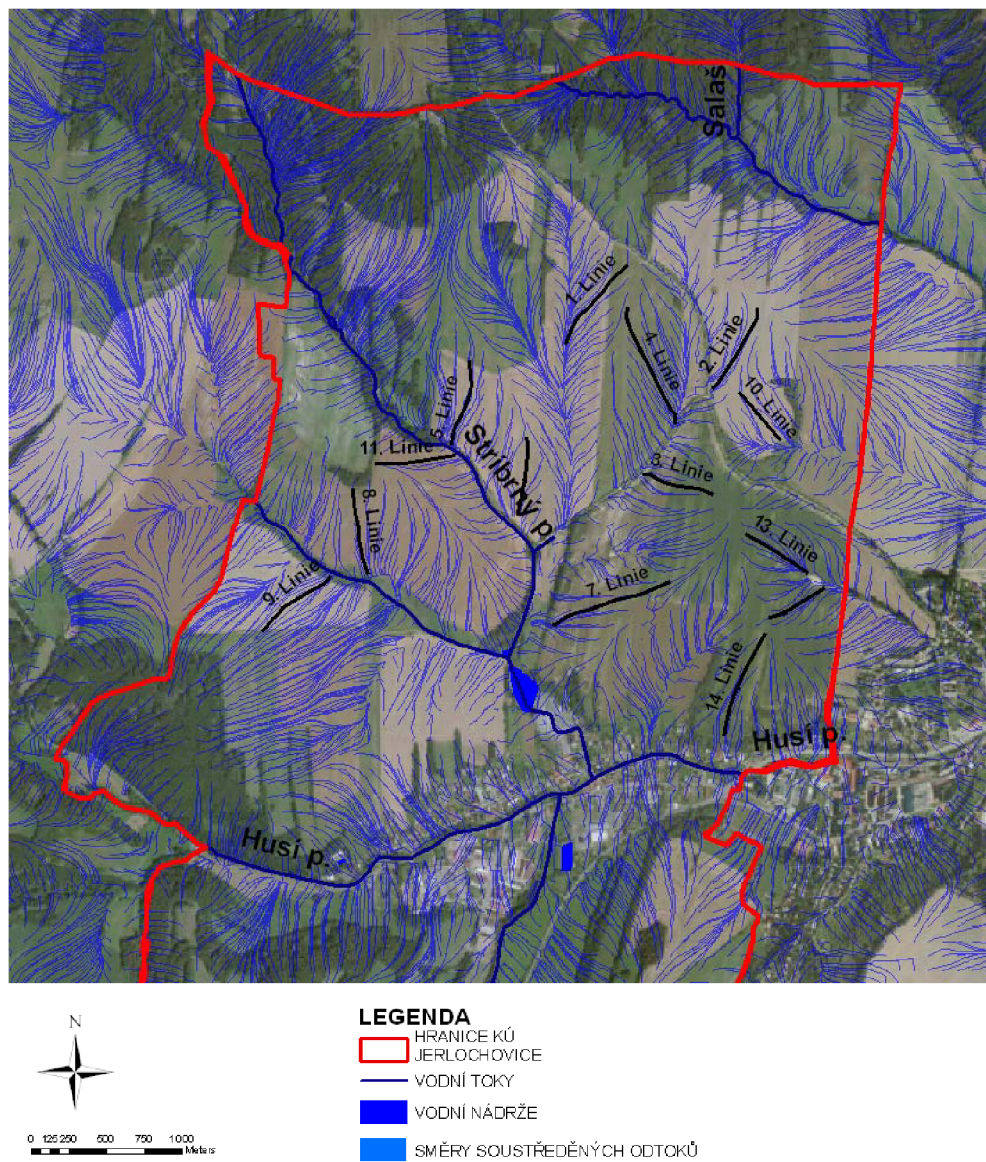 Salaš
1. Linie
4. Linie
2. Linie
10. Linie
5. Linie
11. Linie
Stříbrný p.
3. Linie
8. Linie
13. Linie
9. Linie
7. Linie
14. Linie
Husí p.
Husí p.
N
0 125 250 500 750 1000
Meters
LEGENDA
HRANICE KÚ
JERLOCHOVICE
VODNÍ TOKY
VODNÍ NÁDRŽE
SMĚRY SOUSTŘEDĚNÝCH ODTOKŮ